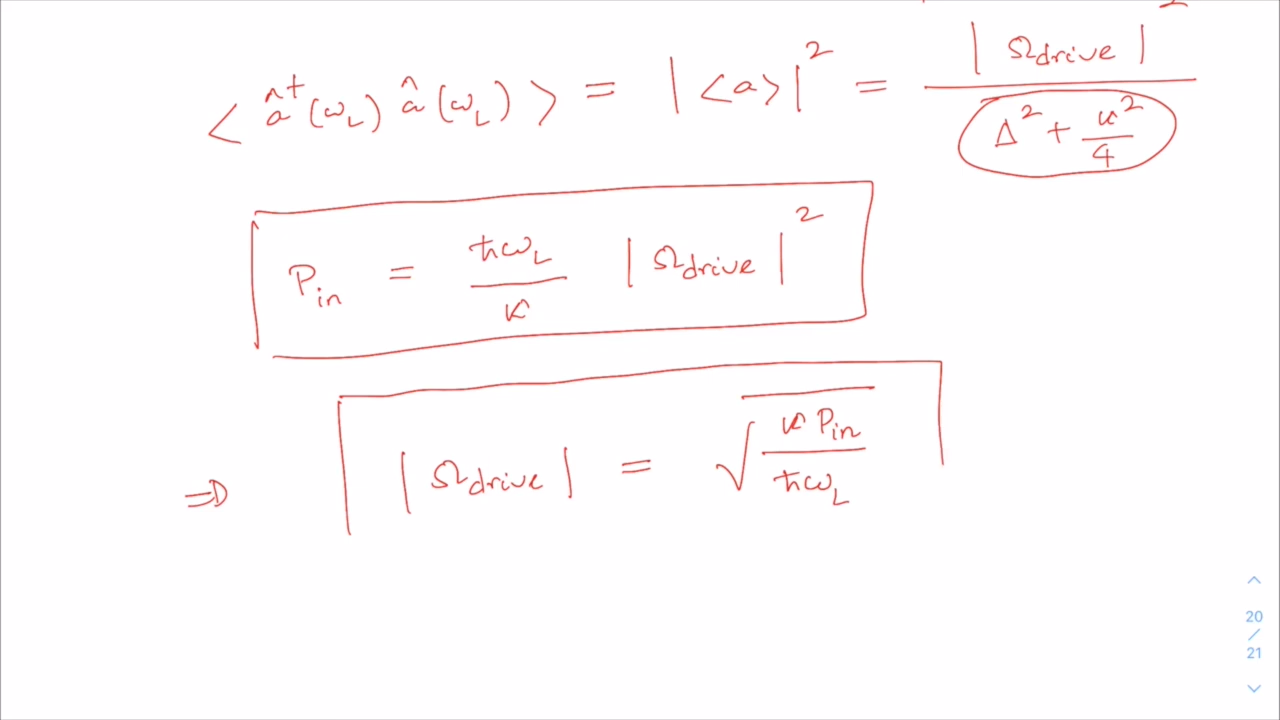 ⟨ â†(ω_L) â(ω_L) ⟩ = |⟨a⟩|² = |Ω_drive|² / (Δ² + κ²/4)
P_in = ħω_L / κ |Ω_drive|²
⇒ |Ω_drive| = √(κ P_in / ħω_L)
20
/
21